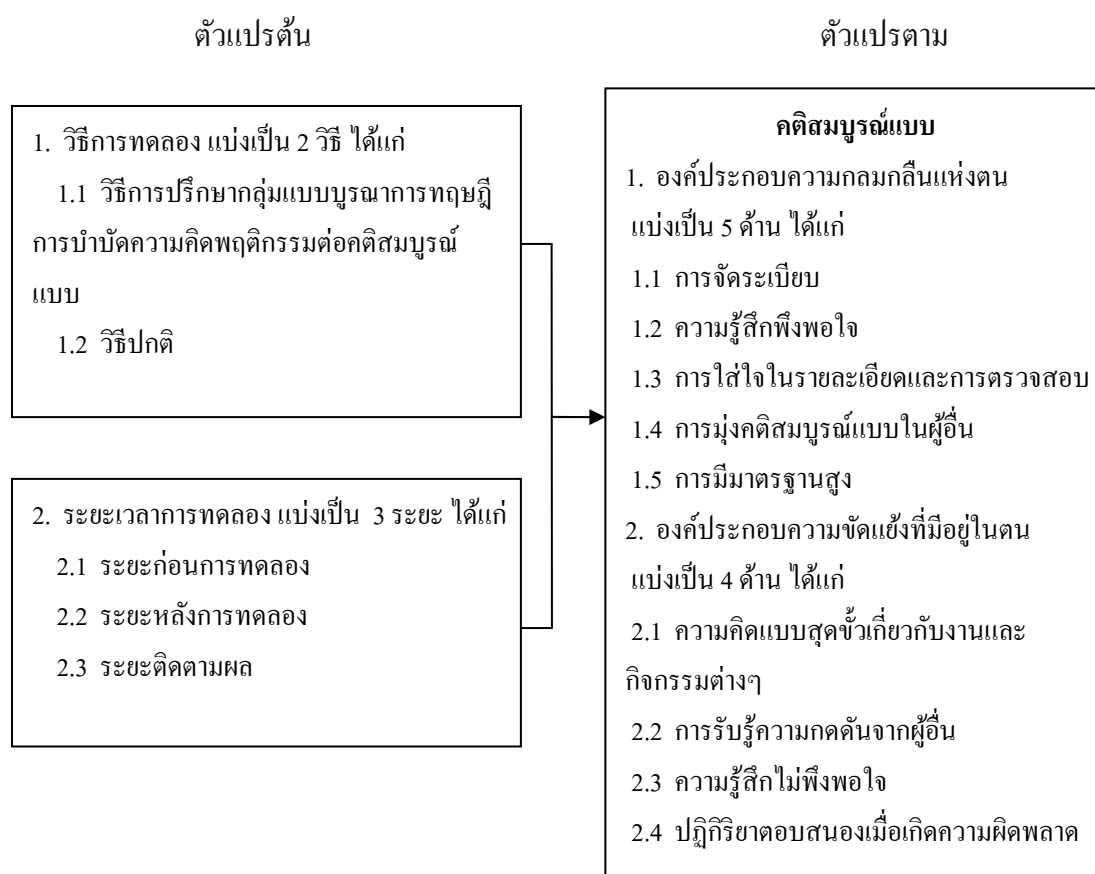 ตัวแปรต้น
1. วิธีการทดลอง แบ่งเป็น 2 วิธี ได้แก่
1.1 วิธีการปรึกษากลุ่มแบบบูรณาการทฤษฎี
การบำบัดความคิดพฤติกรรมต่อคติสมบูรณ์
แบบ
1.2 วิธีปกติ
2. ระยะเวลาการทดลอง แบ่งเป็น 3 ระยะ ได้แก่
2.1 ระยะก่อนการทดลอง
2.2 ระยะหลังการทดลอง
2.3 ระยะติดตามผล
ตัวแปรตาม
คติสมบูรณ์แบบ
1. องค์ประกอบความกลมกลืนแห่งตน
แบ่งเป็น 5 ด้าน ได้แก่
1.1 การจัดระเบียบ
1.2 ความรู้สึกพึงพอใจ
1.3 การใส่ใจในรายละเอียดและการตรวจสอบ
1.4 การมุ่งคติสมบูรณ์แบบในผู้อื่น
1.5 การมีมาตรฐานสูง
2. องค์ประกอบความขัดแย้งที่มีอยู่ในตน
แบ่งเป็น 4 ด้าน ได้แก่
2.1 ความคิดแบบสุดขั้วเกี่ยวกับงานและ
กิจกรรมต่างๆ
2.2 การรับรู้ความกดดันจากผู้อื่น
2.3 ความรู้สึกไม่พึงพอใจ
2.4 ปฏิกิริยาตอบสนองเมื่อเกิดความผิดพลาด